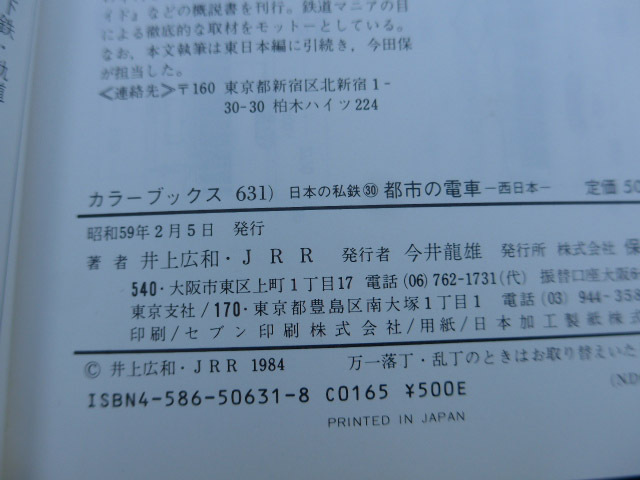 イド』などの概説書を刊行。鉄道マニアの目
による徹底的な取材をモットーとしている。
なお，本文執筆は東日本編に引続き，今田保
が担当した。
<連絡先>〒160 東京都新宿区北新宿1-
30-30 柏木ハイツ224
カラーブックス 631) 日本の私鉄㉚ 都市の電車 -西日本- 定価50
昭和59年2月5日 発行
著 者 井上広和・JRR 発行者 今井龍雄 発行所 株式会社 保
540・大阪市東区上町1丁目17 電話(06)762-1731(代) 振替口座大阪6-
東京支社/170・東京都豊島区南大塚1丁目1 電話(03)944-358
印刷/セブン印刷株式会社/用紙/日本加工製紙株式
© 井上広和・JRR 1984 万一落丁・乱丁のときはお取り替えいた
ISBN4-586-50631-8 C0165 ¥500E
(ND
PRINTED IN JAPAN